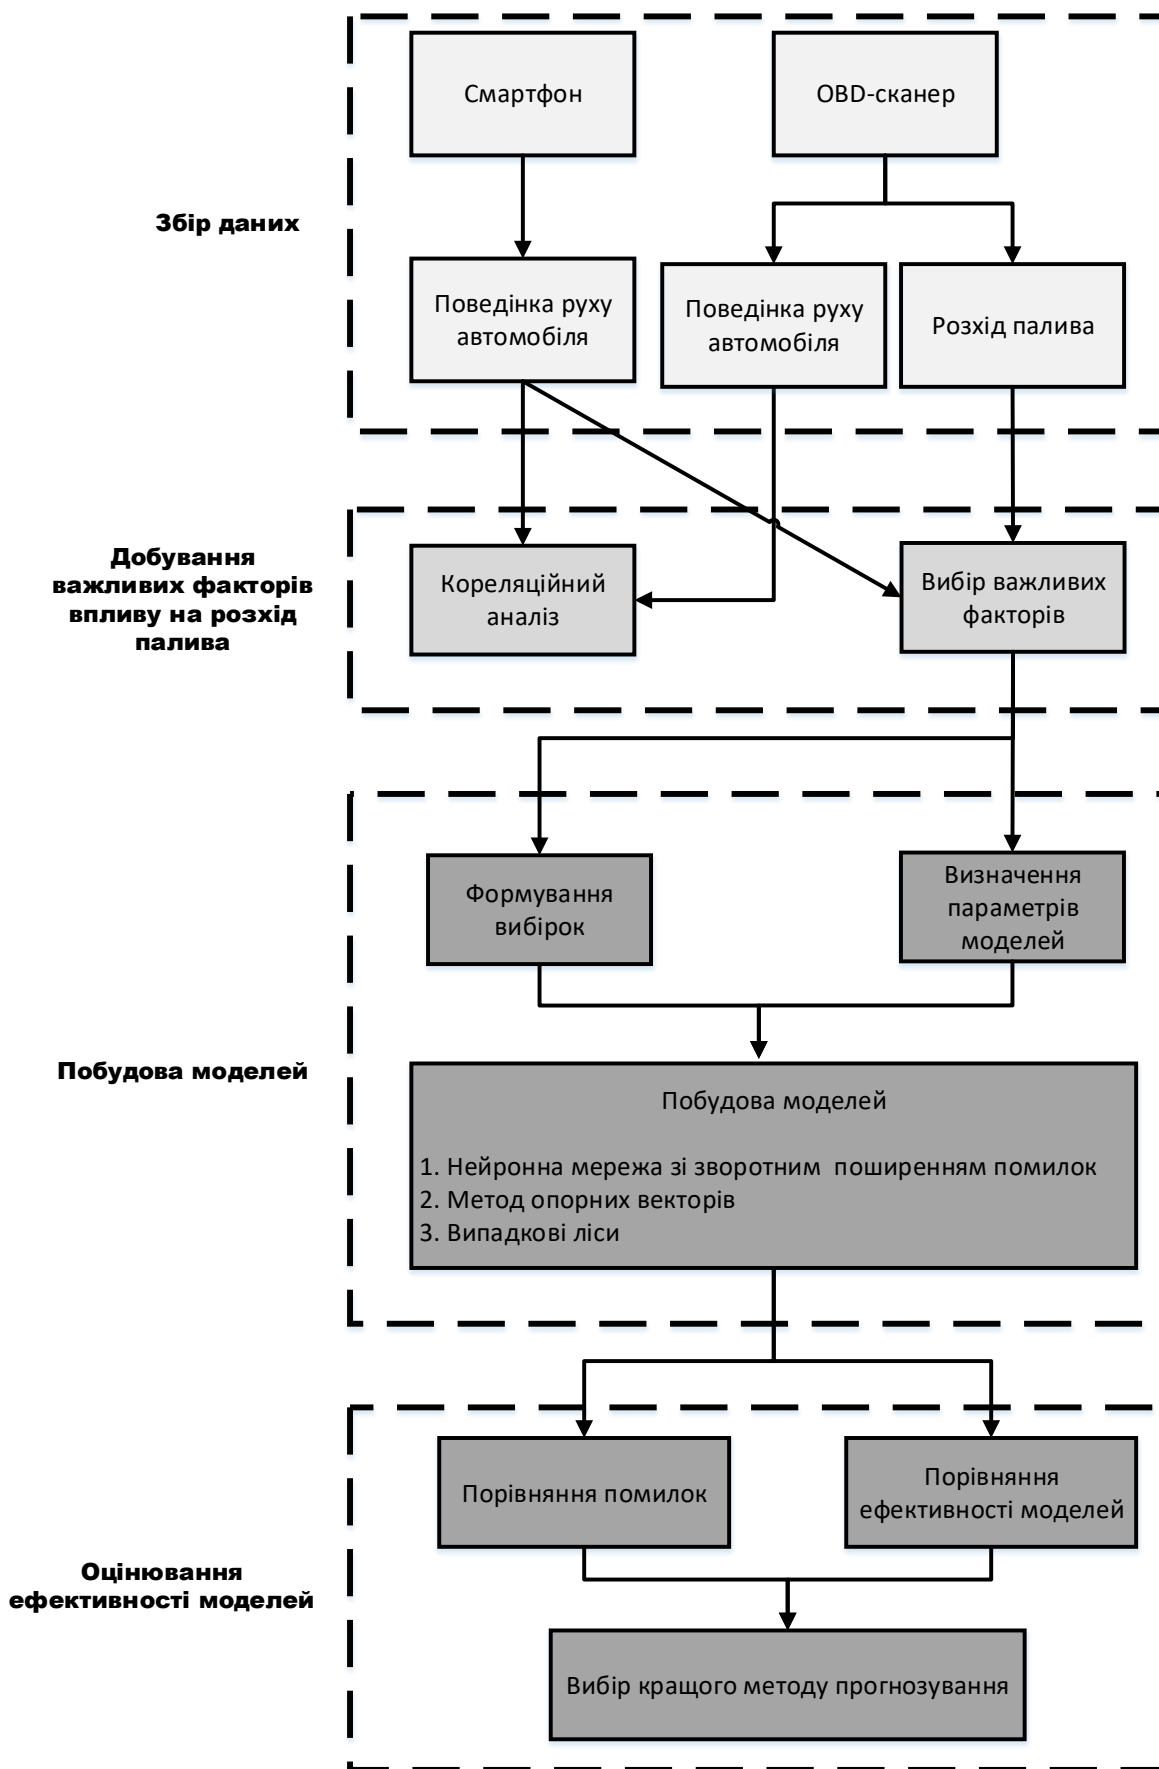 Смартфон
OBD-сканер
Збір даних
Поведінка руху
автомобіля
Поведінка руху
автомобіля
Розхід палива
Добування
важливих факторів
впливу на розхід
палива
Кореляційний
аналіз
Вибір важливих
факторів
Формування
вибірок
Визначення
параметрів
моделей
Побудова моделей
Побудова моделей
1. Нейронна мережа зі зворотним поширенням помилок
2. Метод опорних векторів
3. Випадкові ліси
Порівняння помилок
Порівняння
ефективності моделей
Оцінювання
ефективності моделей
Вибір кращого методу прогнозування